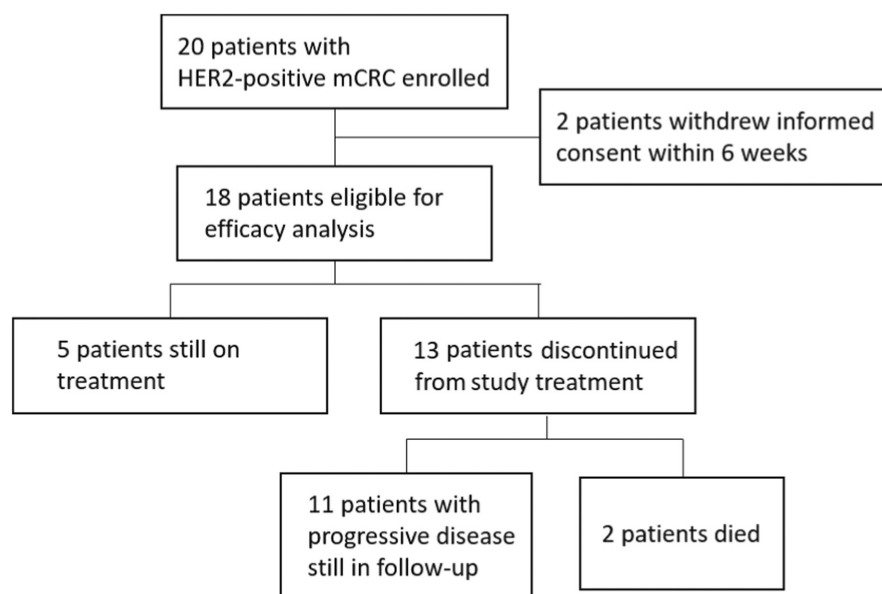 20 patients with
HER2-positive mCRC enrolled
2 patients withdrew informed
consent within 6 weeks
18 patients eligible for
efficacy analysis
5 patients still on
treatment
13 patients discontinued
from study treatment
11 patients with
progressive disease
still in follow-up
2 patients died